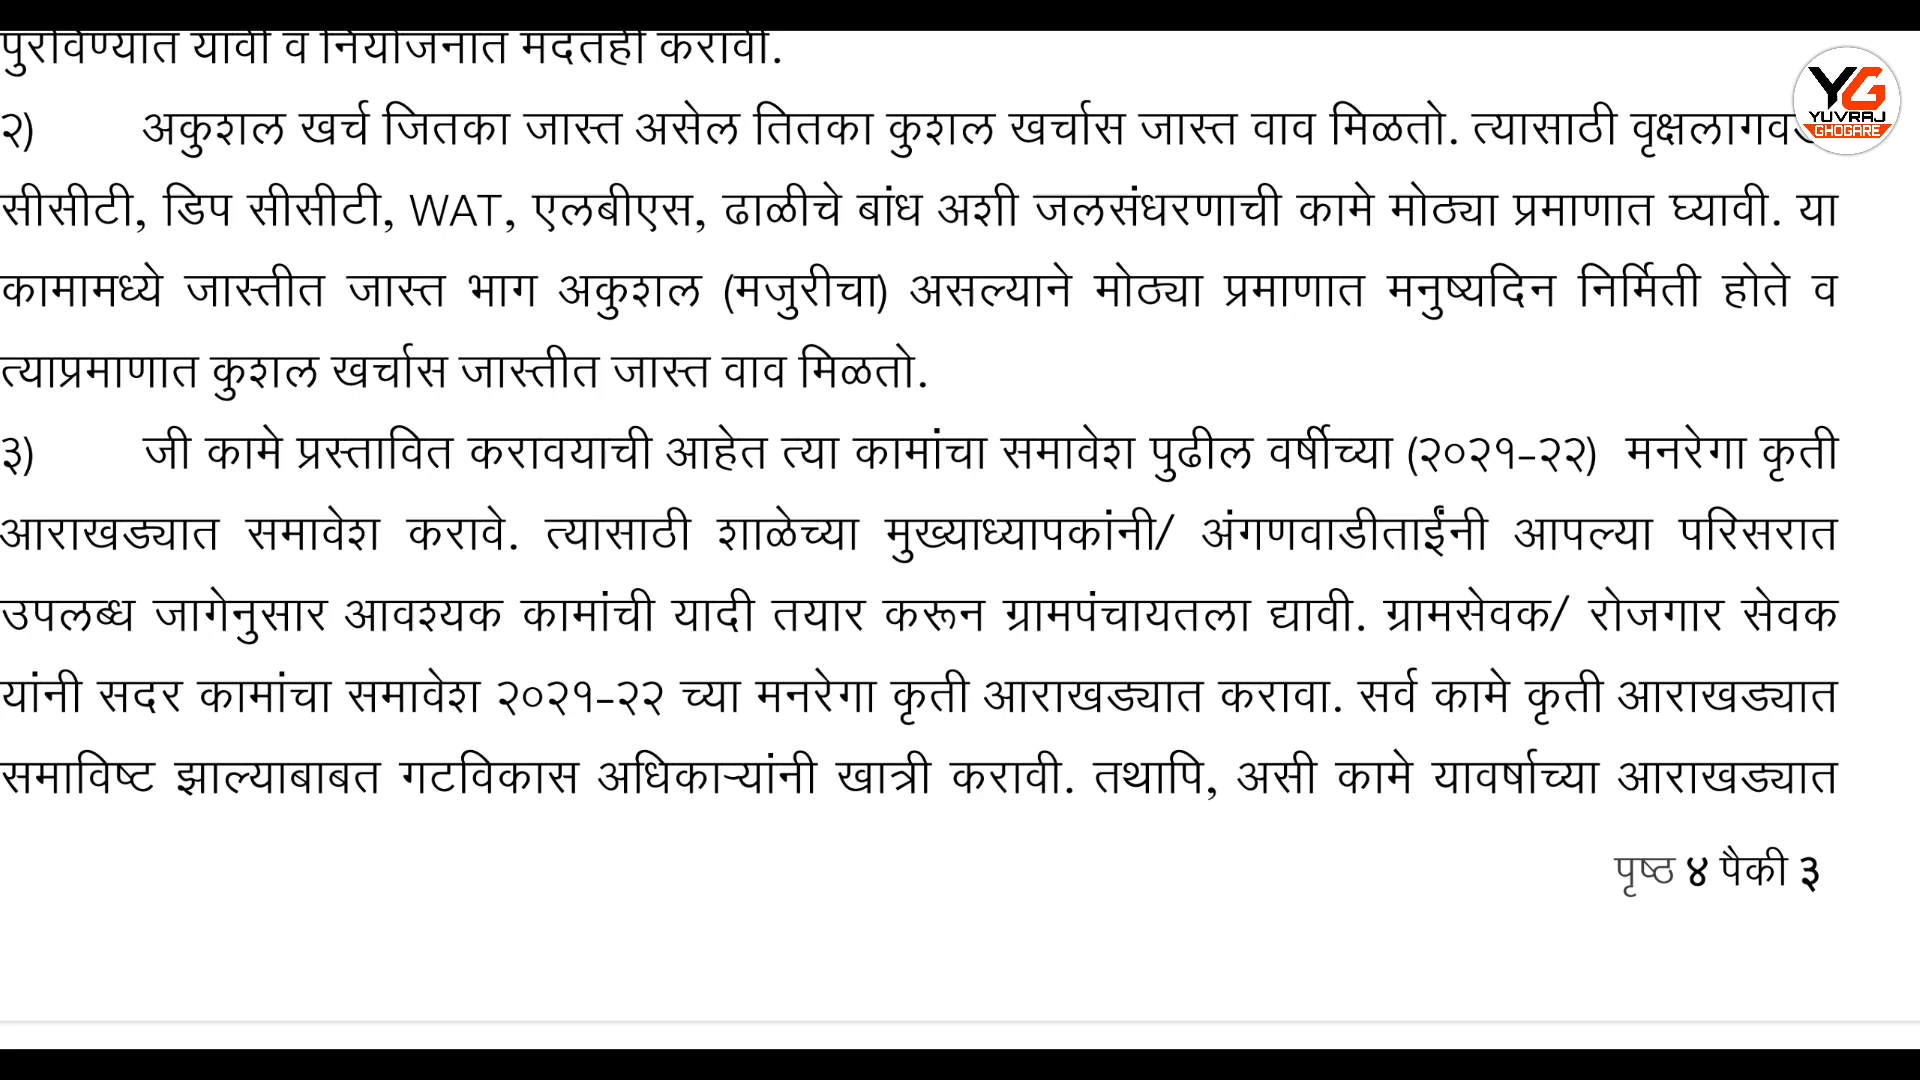 पुरविण्यात यावी व नियोजनात मदतही करावी.
२) अकुशल खर्च जितका जास्त असेल तितका कुशल खर्चास जास्त वाव मिळतो. त्यासाठी
सीसीटी, डिप सीसीटी, WAT, एलबीएस, ढाळीचे बांध अशी जलसंधरणाची कामे मोठ्या प्रमाणात घ्यावी. या
कामामध्ये जास्तीत जास्त भाग अकुशल (मजुरीचा) असल्याने मोठ्या प्रमाणात मनुष्यदिन निर्मिती होते व
त्याप्रमाणात कुशल खर्चास जास्तीत जास्त वाव मिळतो.
३) जी कामे प्रस्तावित करावयाची आहेत त्या कामांचा समावेश पुढील वर्षीच्या (२०२१-२२) मनरेगा कृती
आराखड्यात समावेश करावे. त्यासाठी शाळेच्या मुख्याध्यापकांनी/ अंगणवाडीताईंनी आपल्या परिसरात
उपलब्ध जागेनुसार आवश्यक कामांची यादी तयार करून ग्रामपंचायतला द्यावी. ग्रामसेवक/ रोजगार सेवक
यांनी सदर कामांचा समावेश २०२१-२२ च्या मनरेगा कृती आराखड्यात करावा. सर्व कामे कृती आराखड्यात
समाविष्ट झाल्याबाबत गटविकास अधिकाऱ्यांनी खात्री करावी. तथापि, असी कामे यावर्षाच्या आराखड्यात
पृष्ठ ४ पैकी ३
YG
YUVRAJ
GHOGARE